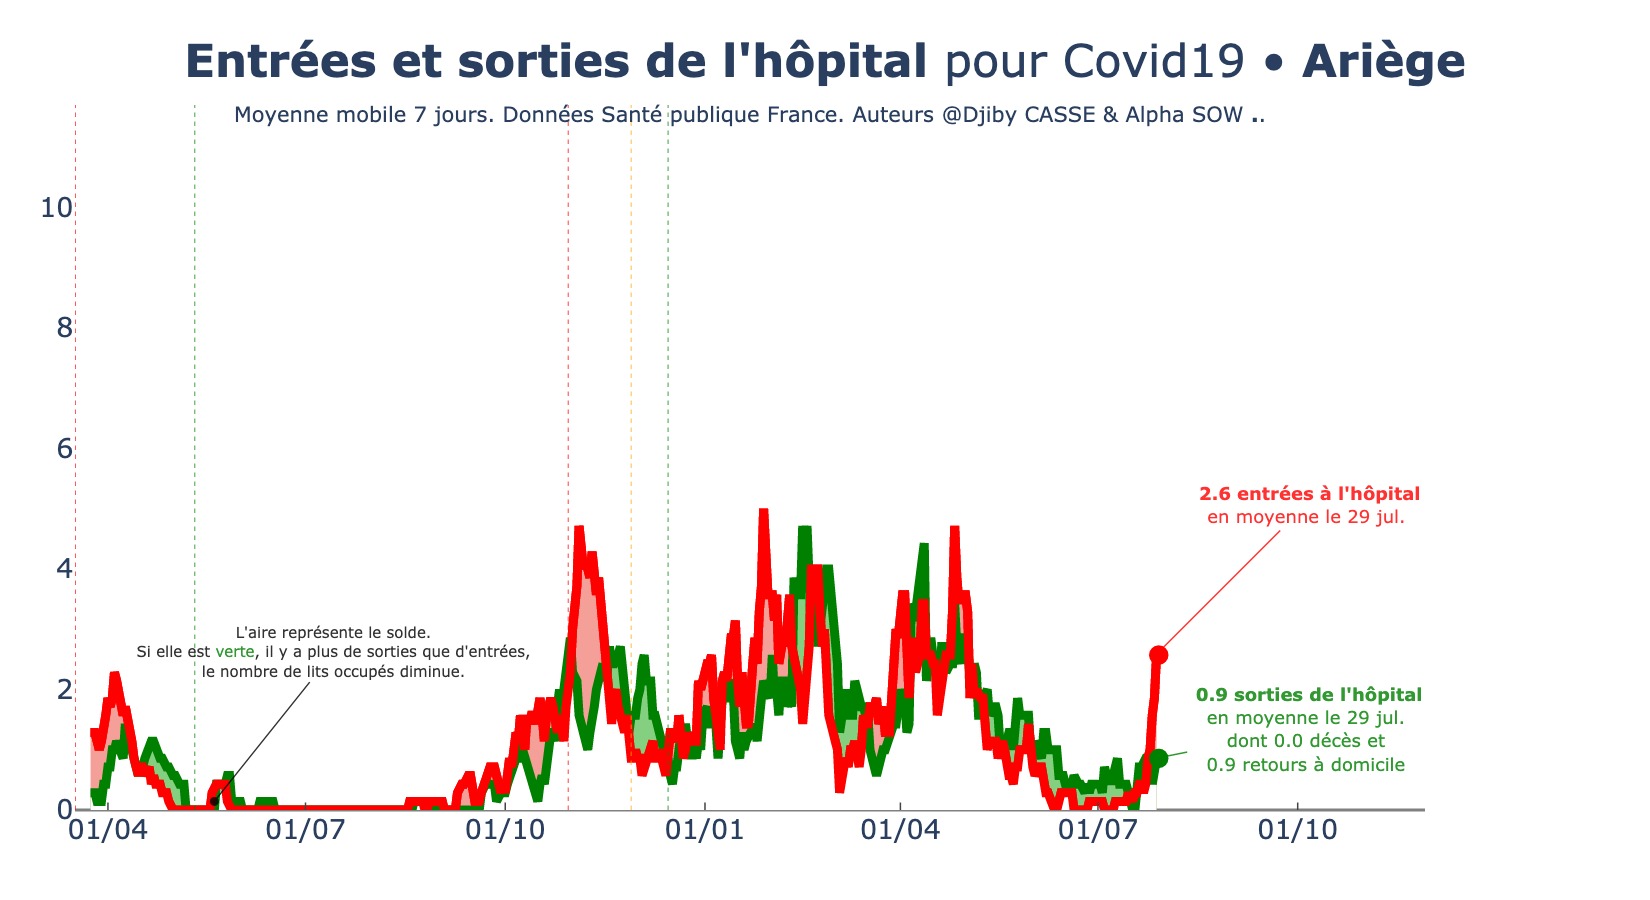 Entrées et sorties de l'hôpital pour Covid19 • Ariège
Moyenne mobile 7 jours. Données Santé publique France. Auteurs @Djiby CASSE & Alpha SOW ..
10
8
6
4
2
0
2.6 entrées à l'hôpital
en moyenne le 29 jul.
L'aire représente le solde.
Si elle est verte, il y a plus de sorties que d'entrées,
le nombre de lits occupés diminue.
0.9 sorties de l'hôpital
en moyenne le 29 jul.
dont 0.0 décès et
0.9 retours à domicile
01/04 01/07 01/10 01/01 01/04 01/07 01/10